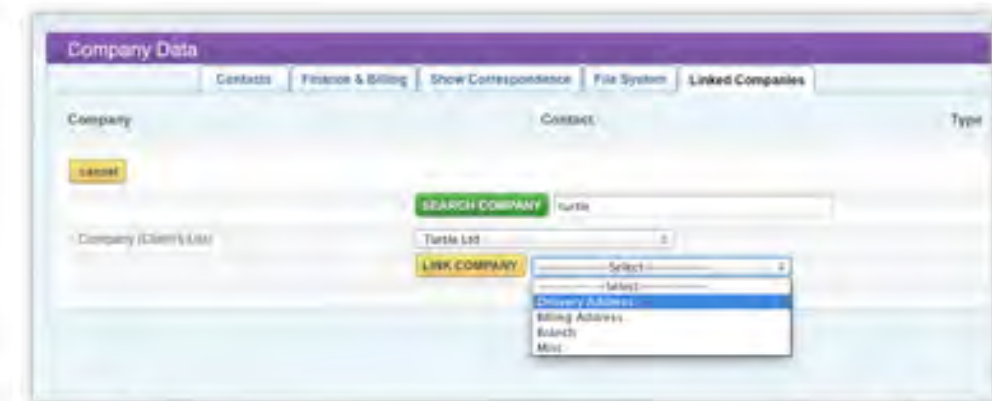 Company Data
Contacts Finance & Billing Show Correspondence File System Linked Companies
Company Contact Type
cancel
SEARCH COMPANY turtle
Company (Client's List) Turtle Ltd
LINK COMPANY ----Select----
----Select----
Delivery Address
Billing Address
Branch
Misc